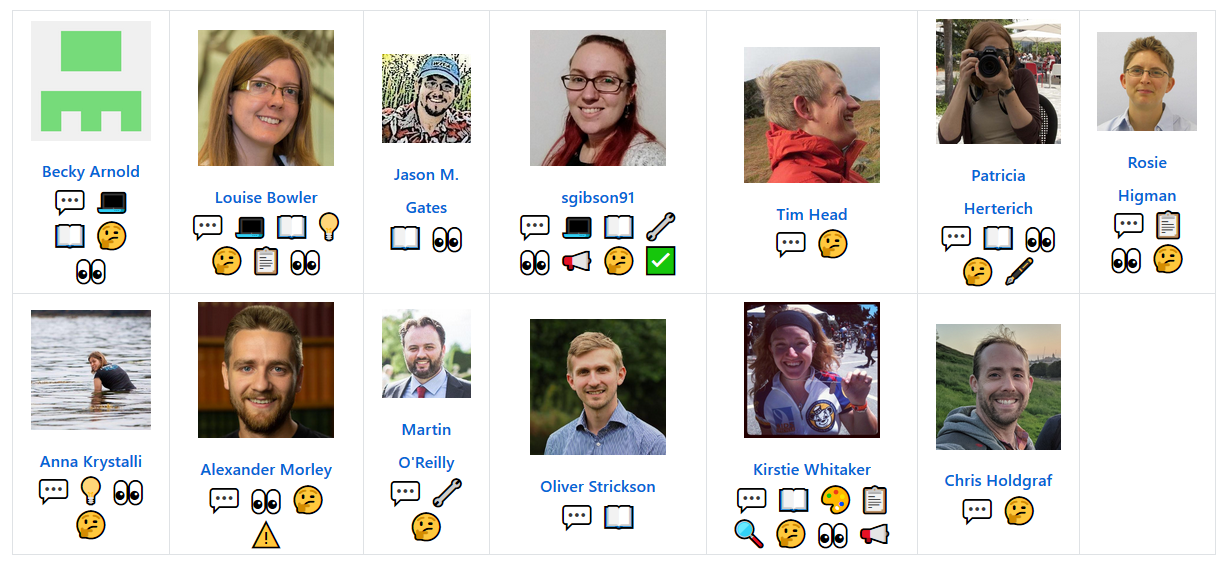 Becky Arnold
Louise Bowler
Jason M.
Gates
sgibson91
Tim Head
Patricia
Herterich
Rosie
Higman
Anna Krystalli
Alexander Morley
Martin
O'Reilly
Oliver Strickson
Kirstie Whitaker
Chris Holdgraf